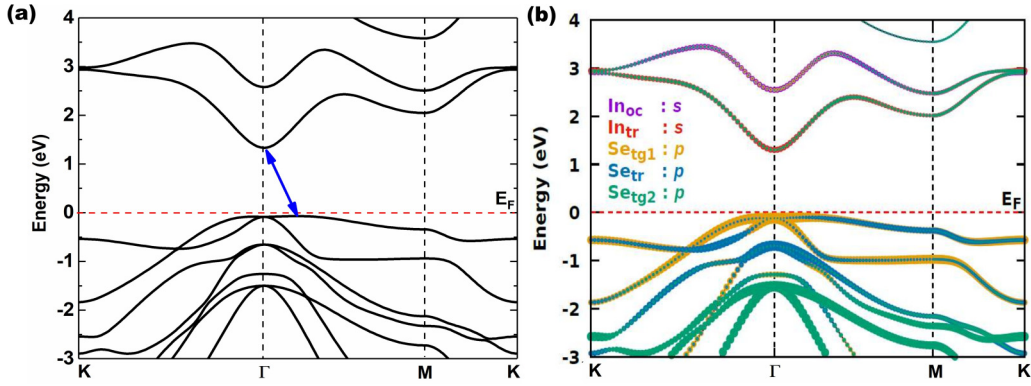 (a)
Energy (eV)
4
3
2
1
0
-1
-2
-3
E_F
K Γ M K
(b)
Energy (eV)
4
3
2
1
0
-1
-2
-3
In_oc : s
In_tr : s
Se_tg1 : p
Se_tr : p
Se_tg2 : p
E_F
K Γ M K